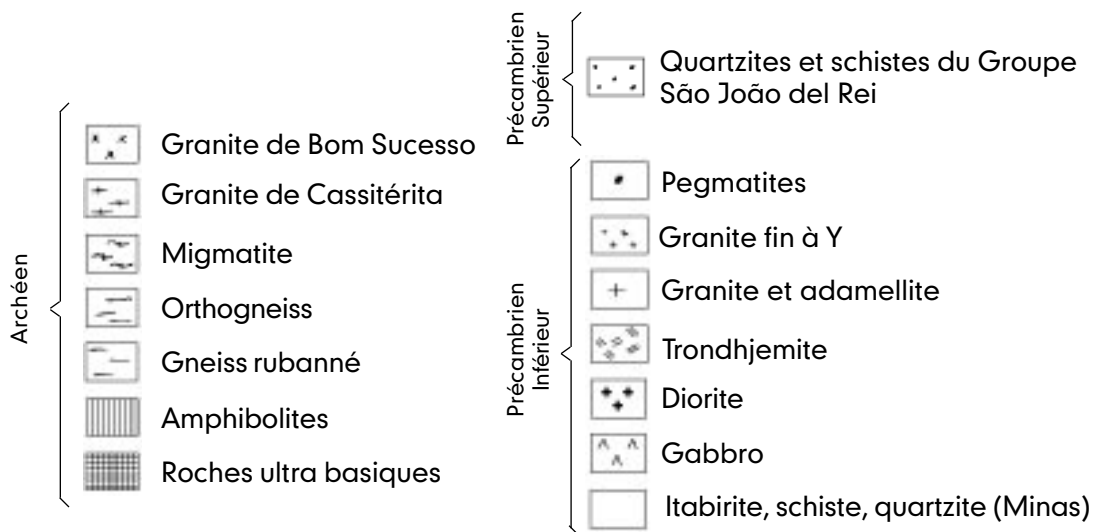 Archéen
Granite de Bom Sucesso
Granite de Cassitérita
Migmatite
Orthogneiss
Gneiss rubanné
Amphibolites
Roches ultra basiques
Précambrien
Supérieur
Quartzites et schistes du Groupe
São João del Rei
Précambrien
Inférieur
Pegmatites
Granite fin à Y
Granite et adamellite
Trondhjemite
Diorite
Gabbro
Itabirite, schiste, quartzite (Minas)